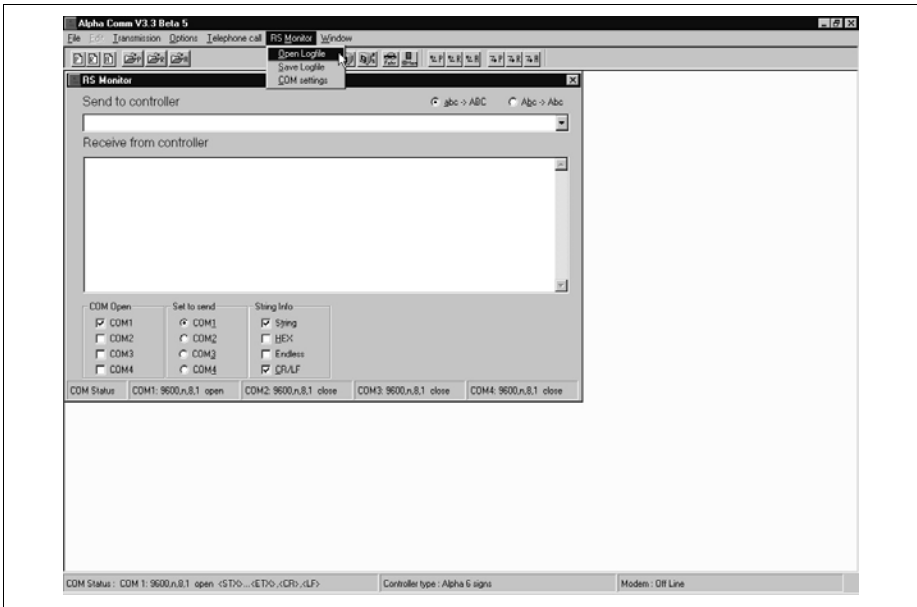 Alpha Comm V3.3 Beta 5
File Edit Transmission Options Telephone call RS Monitor Window
Open Logfile
Save Logfile
COM settings
RS Monitor
Send to controller
abc -> ABC
Abc -> Abc
Receive from controller
COM Open
COM1
COM2
COM3
COM4
Set to send
COM1
COM2
COM3
COM4
String Info
String
HEX
Endless
CR/LF
COM Status COM1: 9600,n,8,1 open COM2: 9600,n,8,1 close COM3: 9600,n,8,1 close COM4: 9600,n,8,1 close
COM Status : COM 1: 9600,n,8,1 open <STX>...<ETX>,<CR>,<LF> Controller type : Alpha 6 signs Modem : Off Line